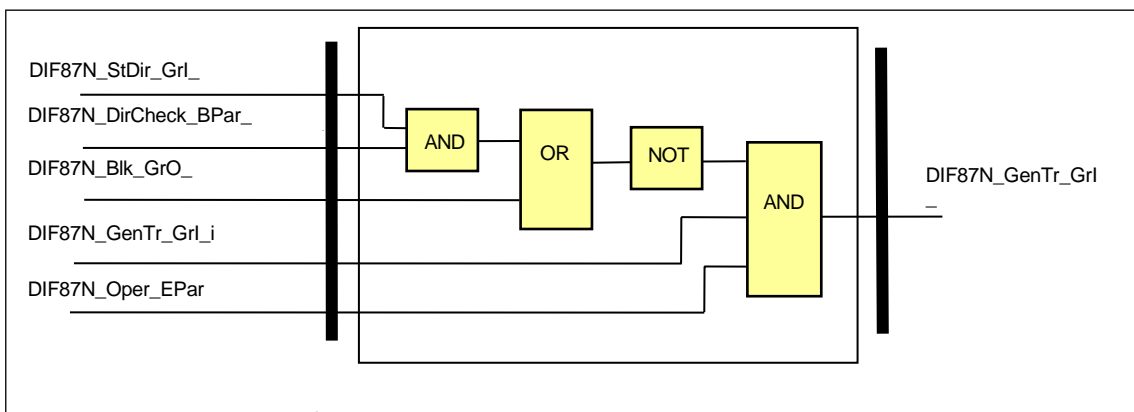 DIF87N_StDir_GrI_
DIF87N_DirCheck_BPar_
DIF87N_Blk_GrO_
DIF87N_GenTr_GrI_i
DIF87N_Oper_EPar
AND
OR
NOT
AND
DIF87N_GenTr_GrI
_